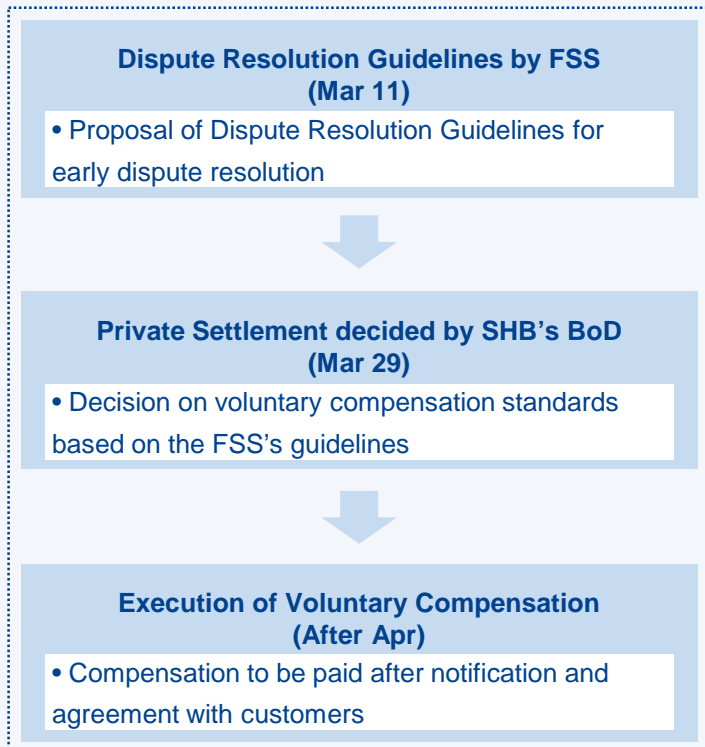 Dispute Resolution Guidelines by FSS
(Mar 11)
• Proposal of Dispute Resolution Guidelines for
early dispute resolution
Private Settlement decided by SHB's BoD
(Mar 29)
• Decision on voluntary compensation standards
based on the FSS's guidelines
Execution of Voluntary Compensation
(After Apr)
• Compensation to be paid after notification and
agreement with customers